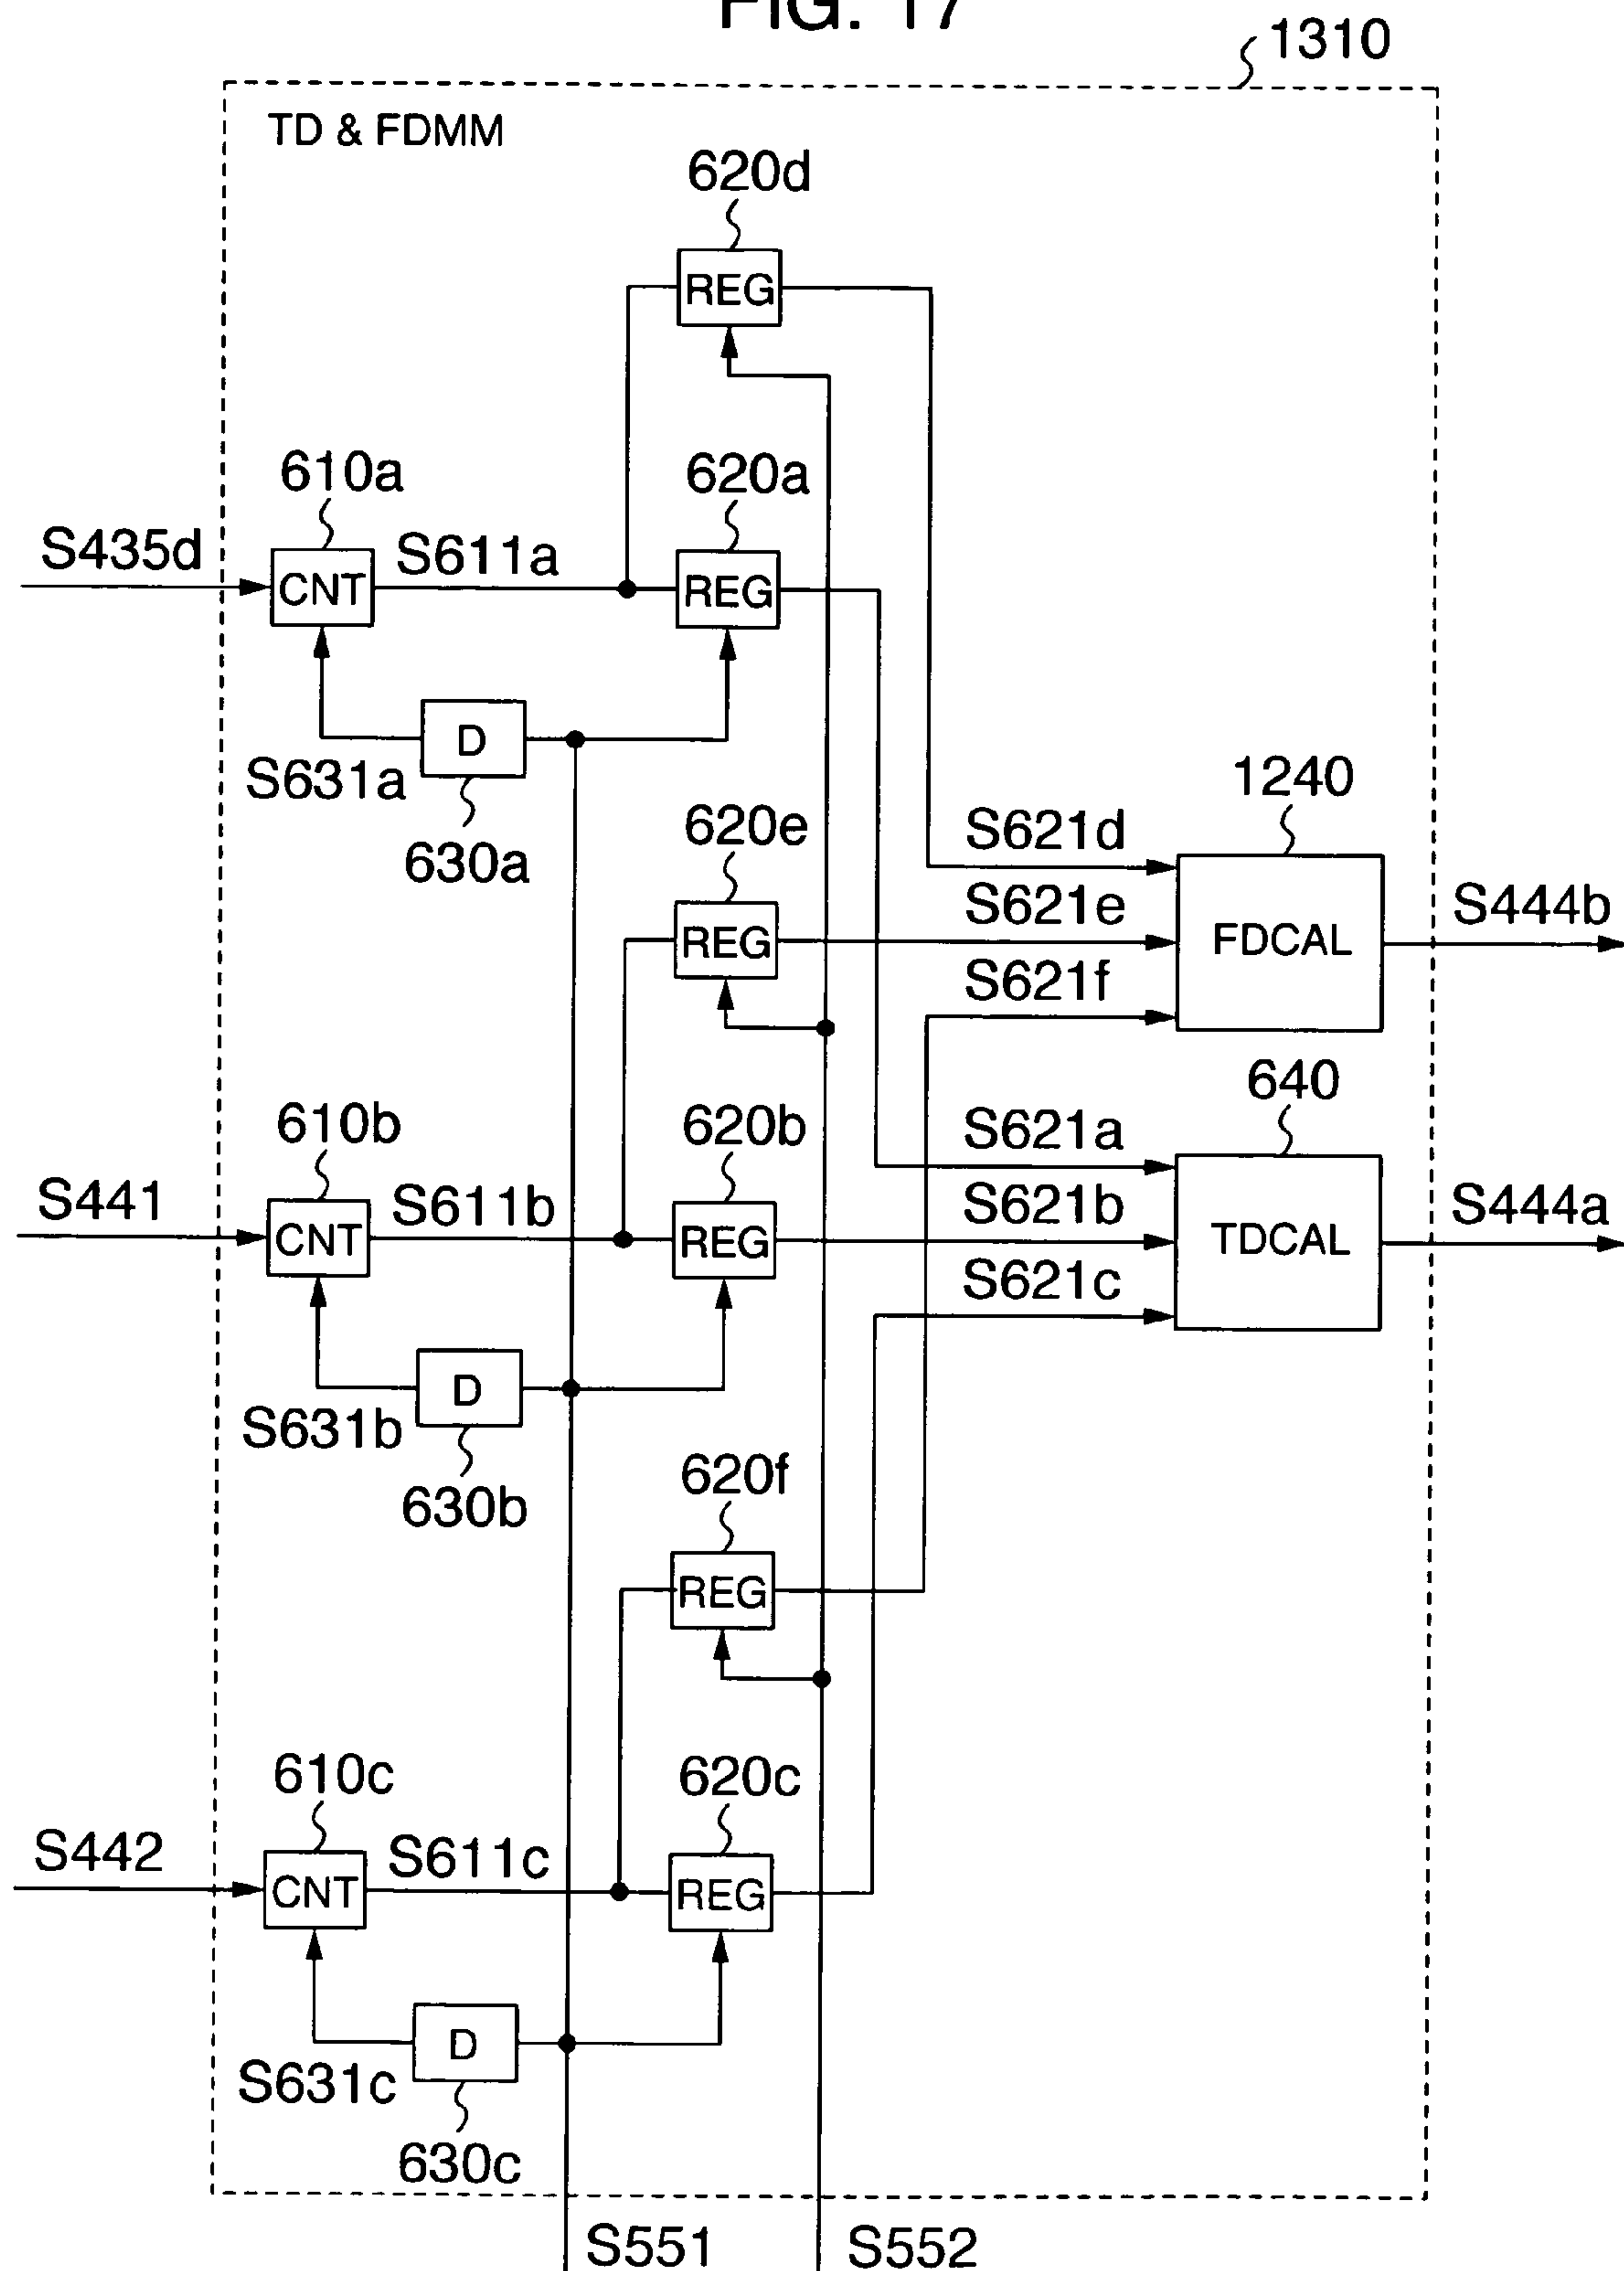 FIG. 17
1310
TD & FDMM
620d
REG
610a
620a
S435d
S611a
CNT
REG
D
S631a
630a
1240
620e
S621d
S621e
S444b
REG
FDCAL
S621f
640
610b
620b
S621a
S441
S611b
S621b
S444a
CNT
REG
TDCAL
S621c
D
S631b
630b
620f
REG
610c
620c
S442
S611c
CNT
REG
D
S631c
630c
S551
S552